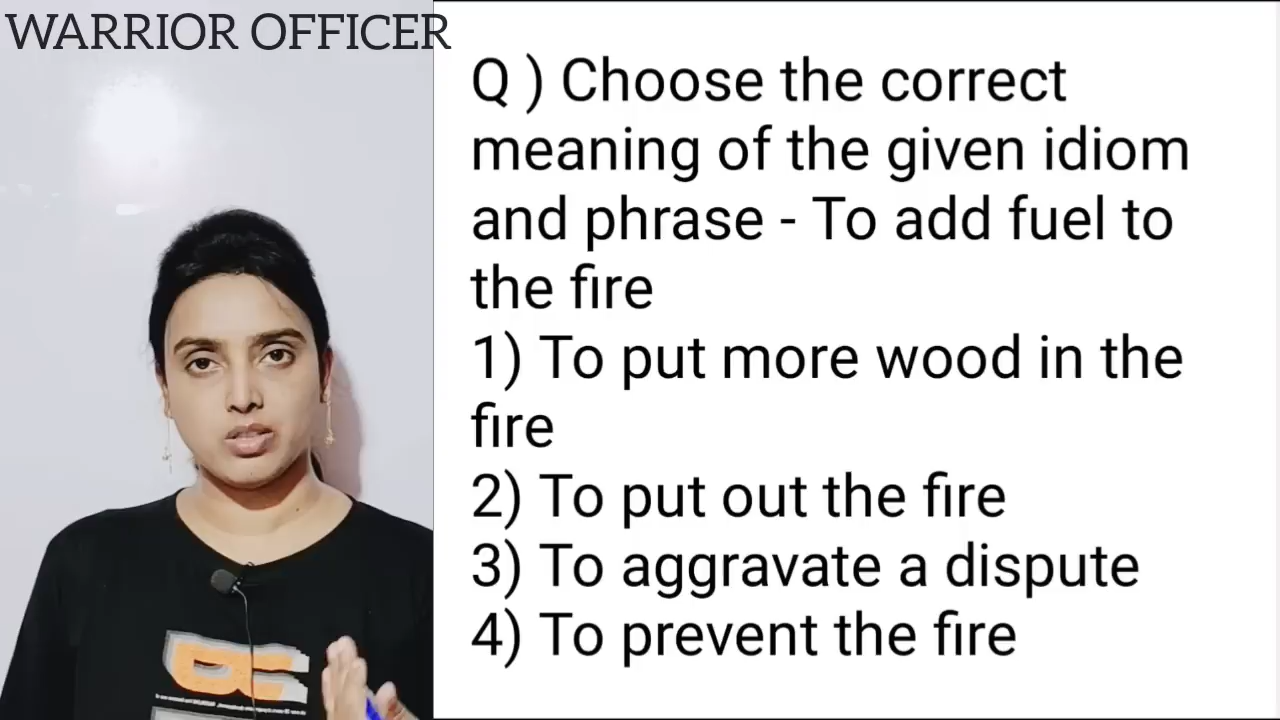 WARRIOR OFFICER
Q ) Choose the correct
meaning of the given idiom
and phrase - To add fuel to
the fire
1) To put more wood in the
fire
2) To put out the fire
3) To aggravate a dispute
4) To prevent the fire